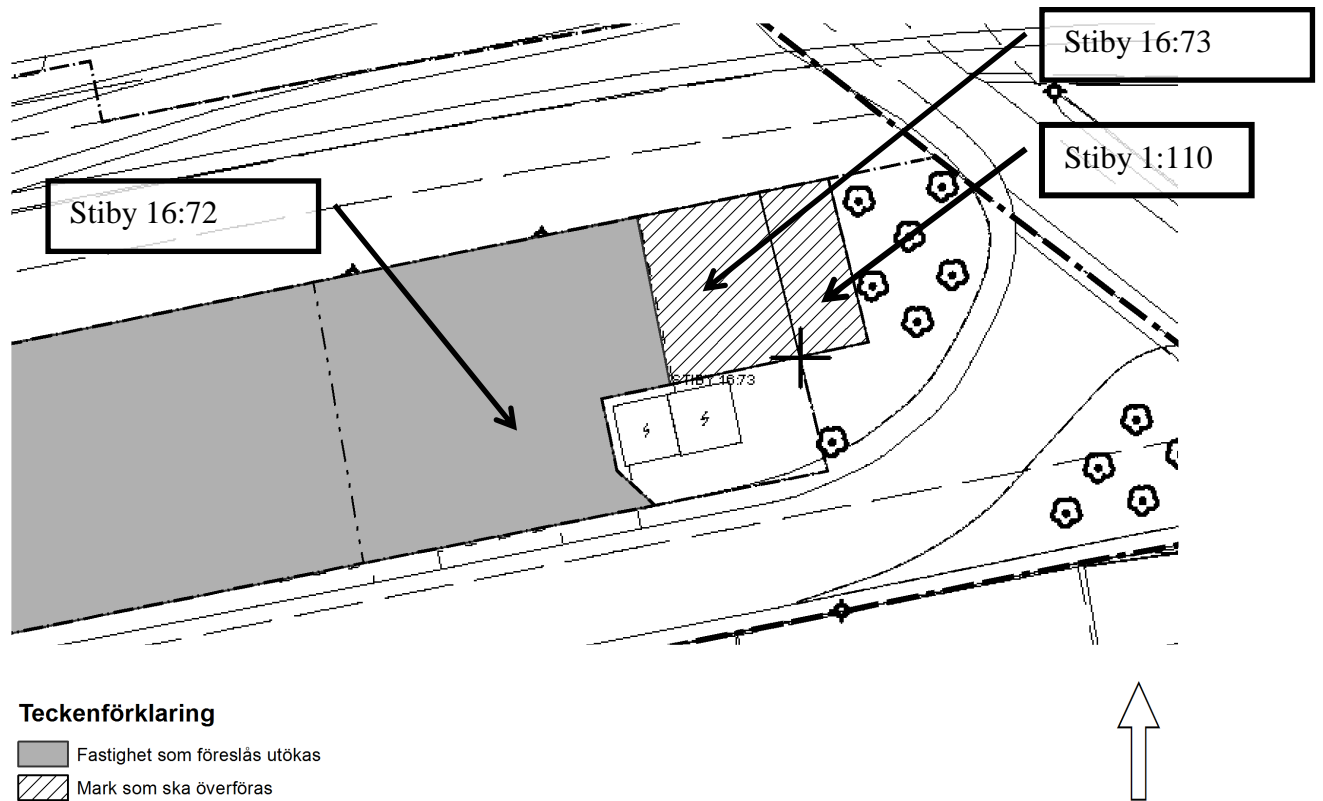 Stiby 16:73
Stiby 1:110
Stiby 16:72
STIBY 16:73
Teckenförklaring
Fastighet som föreslås utökas
Mark som ska överföras